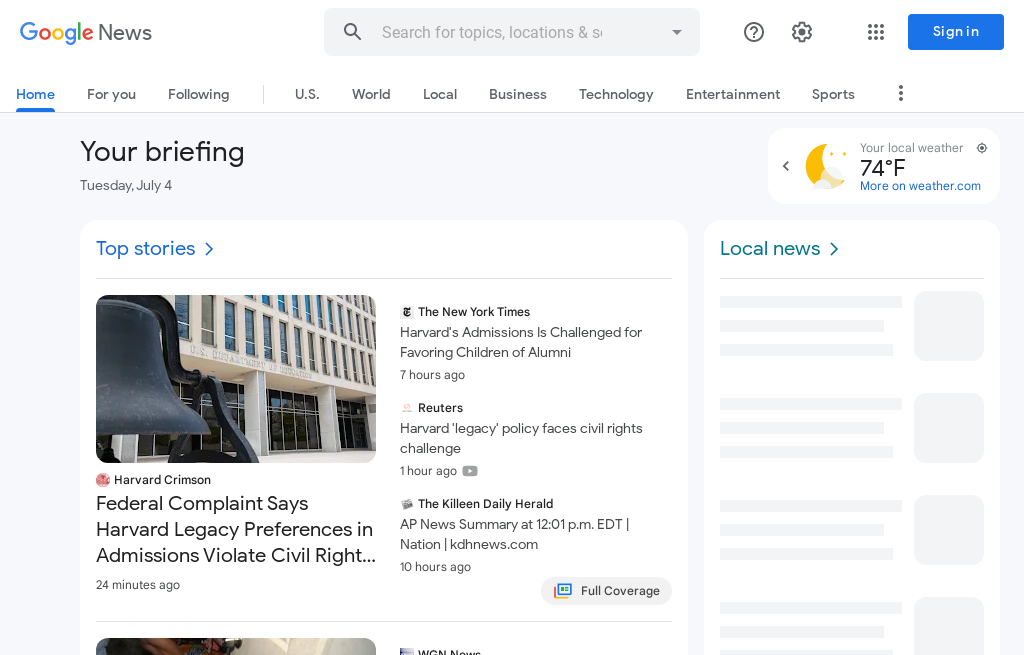 Google News
Search for topics, locations & so
Sign in
Home
For you
Following
U.S.
World
Local
Business
Technology
Entertainment
Sports
Your briefing
Tuesday, July 4
Your local weather
74°F
More on weather.com
Top stories
Local news
U.S. DEPARTMENT OF EDUCATION
Harvard Crimson
Federal Complaint Says
Harvard Legacy Preferences in
Admissions Violate Civil Right...
24 minutes ago
The New York Times
Harvard's Admissions Is Challenged for
Favoring Children of Alumni
7 hours ago
Reuters
Harvard 'legacy' policy faces civil rights
challenge
1 hour ago
The Killeen Daily Herald
AP News Summary at 12:01 p.m. EDT |
Nation | kdhnews.com
10 hours ago
Full Coverage
WGN News